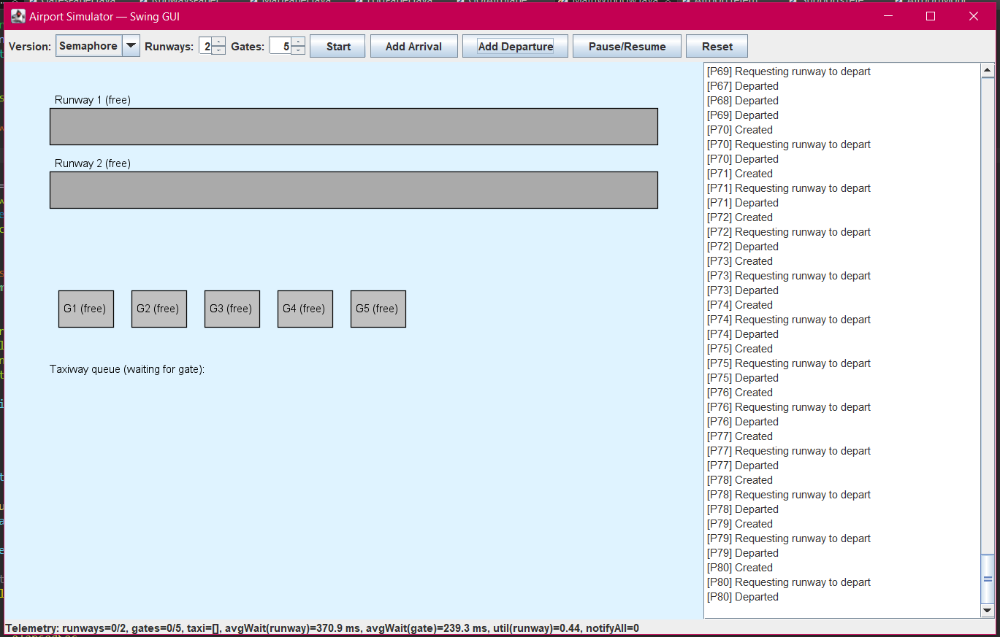 Airport Simulator — Swing GUI
Version: Semaphore Runways: 2 Gates: 5 Start Add Arrival Add Departure Pause/Resume Reset
Runway 1 (free)
Runway 2 (free)
G1 (free) G2 (free) G3 (free) G4 (free) G5 (free)
Taxiway queue (waiting for gate):
[P69] Requesting runway to depart
[P67] Departed
[P68] Departed
[P69] Departed
[P70] Created
[P70] Requesting runway to depart
[P70] Departed
[P71] Created
[P71] Requesting runway to depart
[P71] Departed
[P72] Created
[P72] Requesting runway to depart
[P72] Departed
[P73] Created
[P73] Requesting runway to depart
[P73] Departed
[P74] Created
[P74] Requesting runway to depart
[P74] Departed
[P75] Created
[P75] Requesting runway to depart
[P75] Departed
[P76] Created
[P76] Requesting runway to depart
[P76] Departed
[P77] Created
[P77] Requesting runway to depart
[P77] Departed
[P78] Created
[P78] Requesting runway to depart
[P78] Departed
[P79] Created
[P79] Requesting runway to depart
[P79] Departed
[P80] Created
[P80] Requesting runway to depart
[P80] Departed
Telemetry: runways=0/2, gates=0/5, taxi=[], avgWait(runway)=370.9 ms, avgWait(gate)=239.3 ms, util(runway)=0.44, notifyAll=0